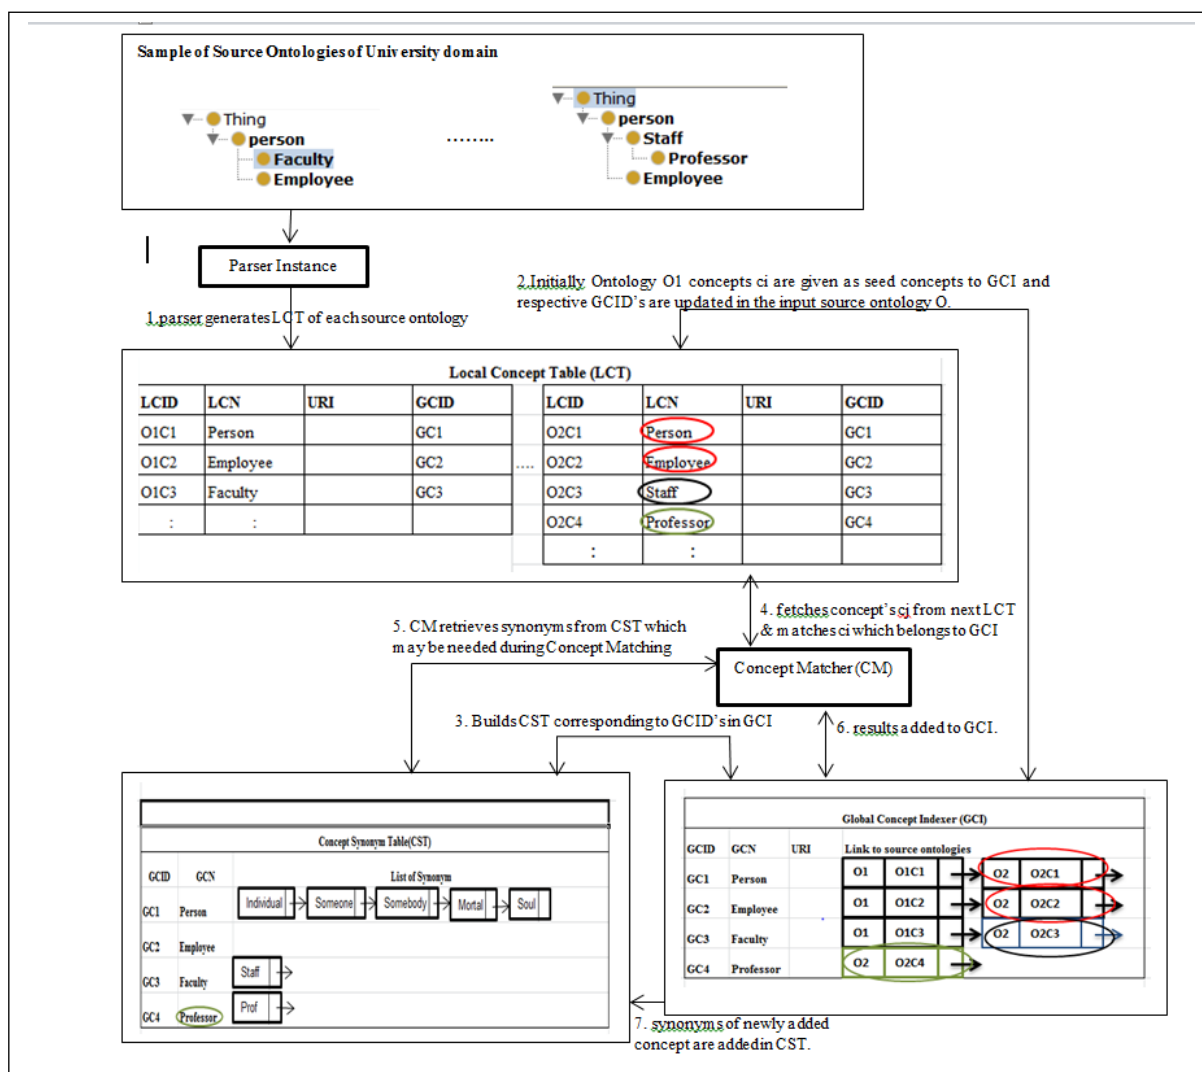 Sample of Source Ontologies of University domain
Thing
person
Faculty
Employee
........
Thing
person
Staff
Professor
Employee
Parser Instance
1.parser generates LCT of each source ontology
2.Initially Ontology O1 concepts ci are given as seed concepts to GCI and
respective GCID's are updated in the input source ontology O.
Local Concept Table (LCT)
LCID LCN URI GCID LCID LCN URI GCID
O1C1 Person GC1 O2C1 Person GC1
O1C2 Employee GC2 .... O2C2 Employee GC2
O1C3 Faculty GC3 O2C3 Staff GC3
: : O2C4 Professor GC4
: :
4. fetches concept's cj from next LCT
& matches ci which belongs to GCI
5. CM retrieves synonyms from CST which
may be needed during Concept Matching
Concept Matcher (CM)
3. Builds CST corresponding to GCID's in GCI
6. results added to GCI.
Concept Synonym Table(CST)
GCID GCN List of Synonym
GC1 Person Individual Someone Somebody Mortal Soul
GC2 Employee
GC3 Faculty Staff
GC4 Professor Prof
Global Concept Indexer (GCI)
GCID GCN URI Link to source ontologies
GC1 Person O1 O1C1 O2 O2C1
GC2 Employee O1 O1C2 O2 O2C2
GC3 Faculty O1 O1C3 O2 O2C3
GC4 Professor O2 O2C4
7. synonyms of newly added
concept are added in CST.